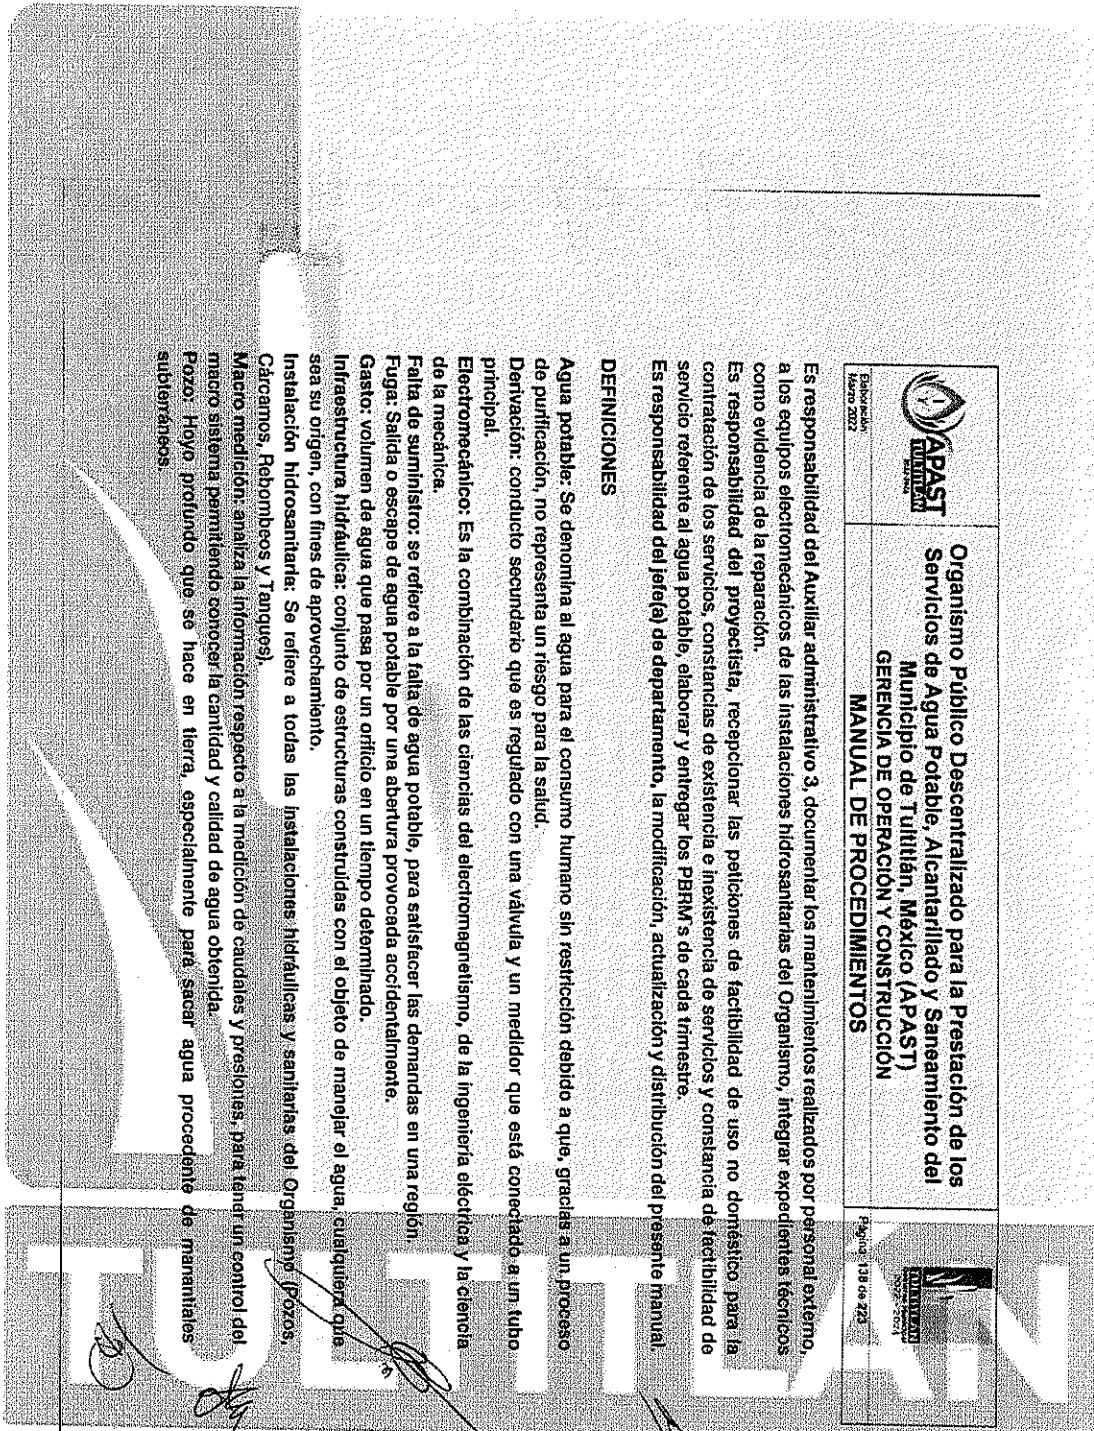 APAST
TULTITLÁN
Organismo Público Descentralizado para la Prestación de los
Servicios de Agua Potable, Alcantarillado y Saneamiento del
Municipio de Tultitlán, México (APAST)
GERENCIA DE OPERACIÓN Y CONSTRUCCIÓN
MANUAL DE PROCEDIMIENTOS
TULTITLÁN
Elaboración:
Marzo 2022
Página: 138 de 223
Es responsabilidad del Auxiliar administrativo 3, documentar los mantenimientos realizados por personal externo,
a los equipos electromecánicos de las instalaciones hidrosanitarias del Organismo, integrar expedientes técnicos
como evidencia de la reparación.
Es responsabilidad del proyectista, recepcionar las peticiones de factibilidad de uso no doméstico para la
contratación de los servicios, constancias de existencia e inexistencia de servicios y constancia de factibilidad de
servicio referente al agua potable, elaborar y entregar los PBRM´s de cada trimestre.
Es responsabilidad del jefe(a) de departamento, la modificación, actualización y distribución del presente manual.
DEFINICIONES
Agua potable: Se denomina al agua para el consumo humano sin restricción debido a que, gracias a un proceso
de purificación, no representa un riesgo para la salud.
Derivación: conducto secundario que es regulado con una válvula y un medidor que está conectado a un tubo
principal.
Electromecánico: Es la combinación de las ciencias del electromagnetismo, de la ingeniería eléctrica y la ciencia
de la mecánica.
Falta de suministro: se refiere a la falta de agua potable, para satisfacer las demandas en una región.
Fuga: Salida o escape de agua potable por una abertura provocada accidentalmente.
Gasto: volumen de agua que pasa por un orificio en un tiempo determinado.
Infraestructura hidráulica: conjunto de estructuras construidas con el objeto de manejar el agua, cualquiera que
sea su origen, con fines de aprovechamiento.
Instalación hidrosanitaria: Se refiere a todas las instalaciones hidráulicas y sanitarias del Organismo (Pozos,
Cárcamos, Rebombeos y Tanques).
Macro medición: analiza la información respecto a la medición de caudales y presiones, para tener un control del
macro sistema permitiendo conocer la cantidad y calidad de agua obtenida.
Pozo: Hoyo profundo que se hace en tierra, especialmente para sacar agua procedente de manantiales
subterráneos.
TULTITLÁN